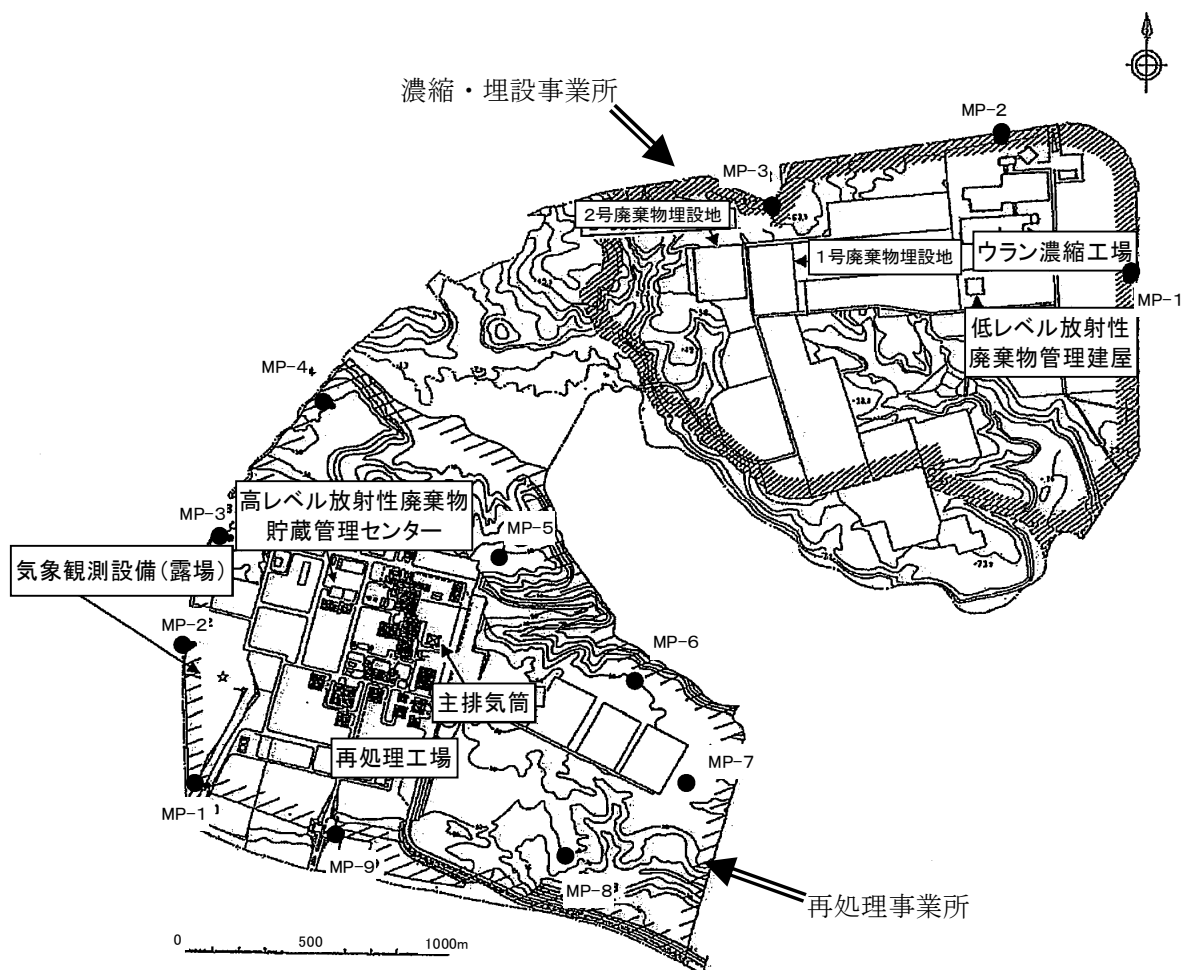 濃縮・埋設事業所
MP-2
MP-3
2号廃棄物埋設地
1号廃棄物埋設地
ウラン濃縮工場
MP-1
低レベル放射性
廃棄物管理建屋
MP-4
高レベル放射性廃棄物
貯蔵管理センター
MP-3
MP-5
気象観測設備(露場)
MP-2
MP-6
主排気筒
再処理工場
MP-7
MP-1
MP-9
MP-8
再処理事業所
0 500 1000m